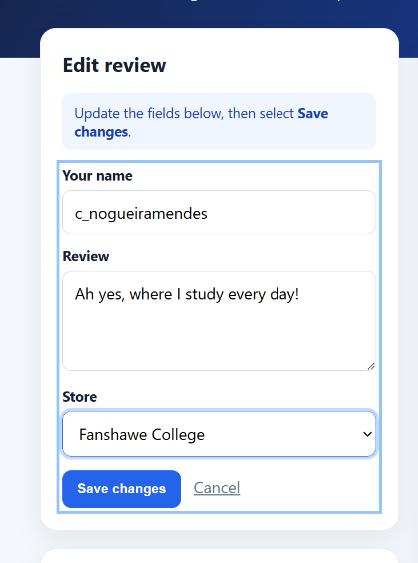 Edit review
Update the fields below, then select Save
changes.
Your name
c_nogueiramendes
Review
Ah yes, where I study every day!
Store
Fanshawe College
Save changes Cancel